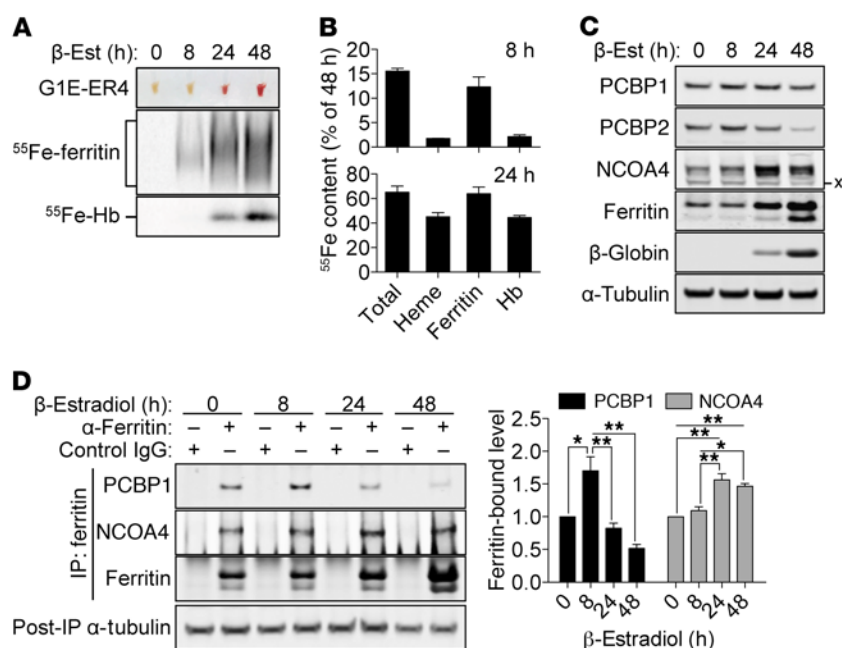 A
β-Est (h): 0 8 24 48
G1E-ER4
⁵⁵Fe-ferritin
⁵⁵Fe-Hb
B
⁵⁵Fe content (% of 48 h)
8 h
20
15
10
5
0
24 h
80
60
40
20
0
Total Heme Ferritin Hb
C
β-Est (h): 0 8 24 48
PCBP1
PCBP2
NCOA4
x
Ferritin
β-Globin
α-Tubulin
D
β-Estradiol (h): 0 8 24 48
α-Ferritin: – + – + – + – +
Control IgG: + – + – + – + –
IP: ferritin
PCBP1
NCOA4
Ferritin
Post-IP α-tubulin
PCBP1 NCOA4
Ferritin-bound level
2.5
2.0
1.5
1.0
0.5
0.0
* ** **
** ** ** *
0 8 24 48 0 8 24 48
β-Estradiol (h)